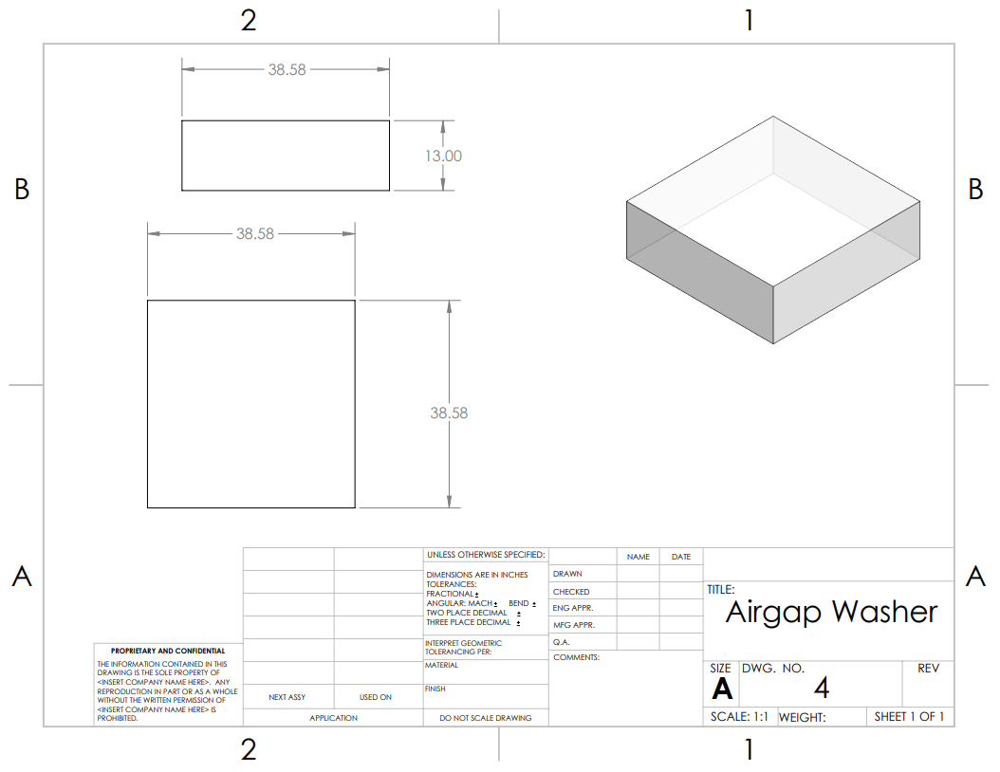 2
1
38.58
13.00
B
B
38.58
38.58
A
A
UNLESS OTHERWISE SPECIFIED:
DIMENSIONS ARE IN INCHES
TOLERANCES:
FRACTIONAL ±
ANGULAR: MACH ± BEND ±
TWO PLACE DECIMAL ±
THREE PLACE DECIMAL ±
INTERPRET GEOMETRIC
TOLERANCING PER:
MATERIAL
FINISH
DO NOT SCALE DRAWING
NAME DATE
DRAWN
CHECKED
ENG APPR.
MFG APPR.
Q.A.
COMMENTS:
TITLE:
Airgap Washer
SIZE DWG. NO. REV
A 4
SCALE: 1:1 WEIGHT: SHEET 1 OF 1
PROPRIETARY AND CONFIDENTIAL
THE INFORMATION CONTAINED IN THIS
DRAWING IS THE SOLE PROPERTY OF
<INSERT COMPANY NAME HERE>. ANY
REPRODUCTION IN PART OR AS A WHOLE
WITHOUT THE WRITTEN PERMISSION OF
<INSERT COMPANY NAME HERE> IS
PROHIBITED.
NEXT ASSY USED ON
APPLICATION
2
1